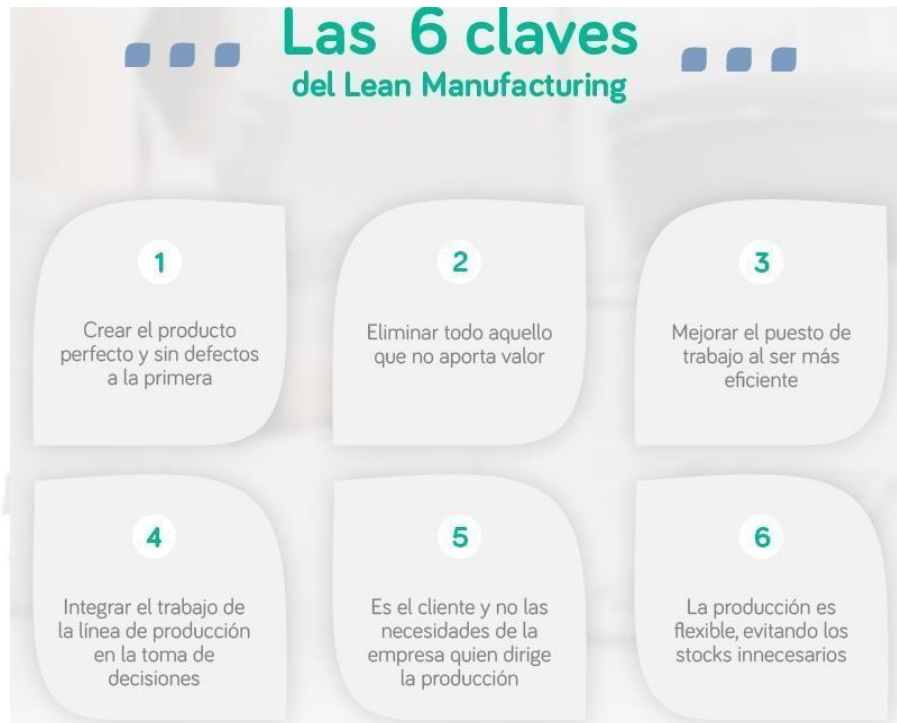 Las 6 claves
del Lean Manufacturing
1
Crear el producto
perfecto y sin defectos
a la primera
2
Eliminar todo aquello
que no aporta valor
3
Mejorar el puesto de
trabajo al ser más
eficiente
4
Integrar el trabajo de
la línea de producción
en la toma de
decisiones
5
Es el cliente y no las
necesidades de la
empresa quien dirige
la producción
6
La producción es
flexible, evitando los
stocks innecesarios